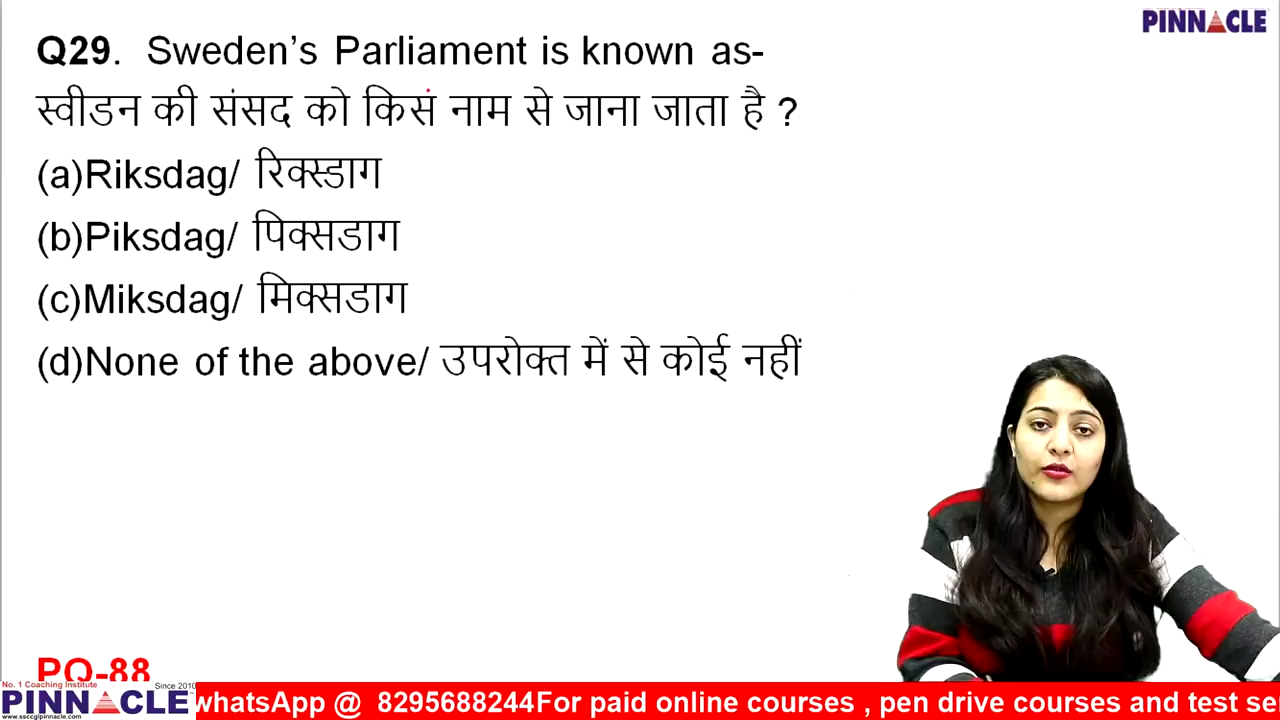 PINNACLE
Q29. Sweden’s Parliament is known as-
स्वीडन की संसद को किसं नाम से जाना जाता है ?
(a)Riksdag/ रिक्स्डाग
(b)Piksdag/ पिक्सडाग
(c)Miksdag/ मिक्सडाग
(d)None of the above/ उपरोक्त में से कोई नहीं
PQ-88
No. 1 Coaching Institute Since 2010
PINNACLE
www.ssccglpinnacle.com
whatsApp @ 8295688244For paid online courses , pen drive courses and test se